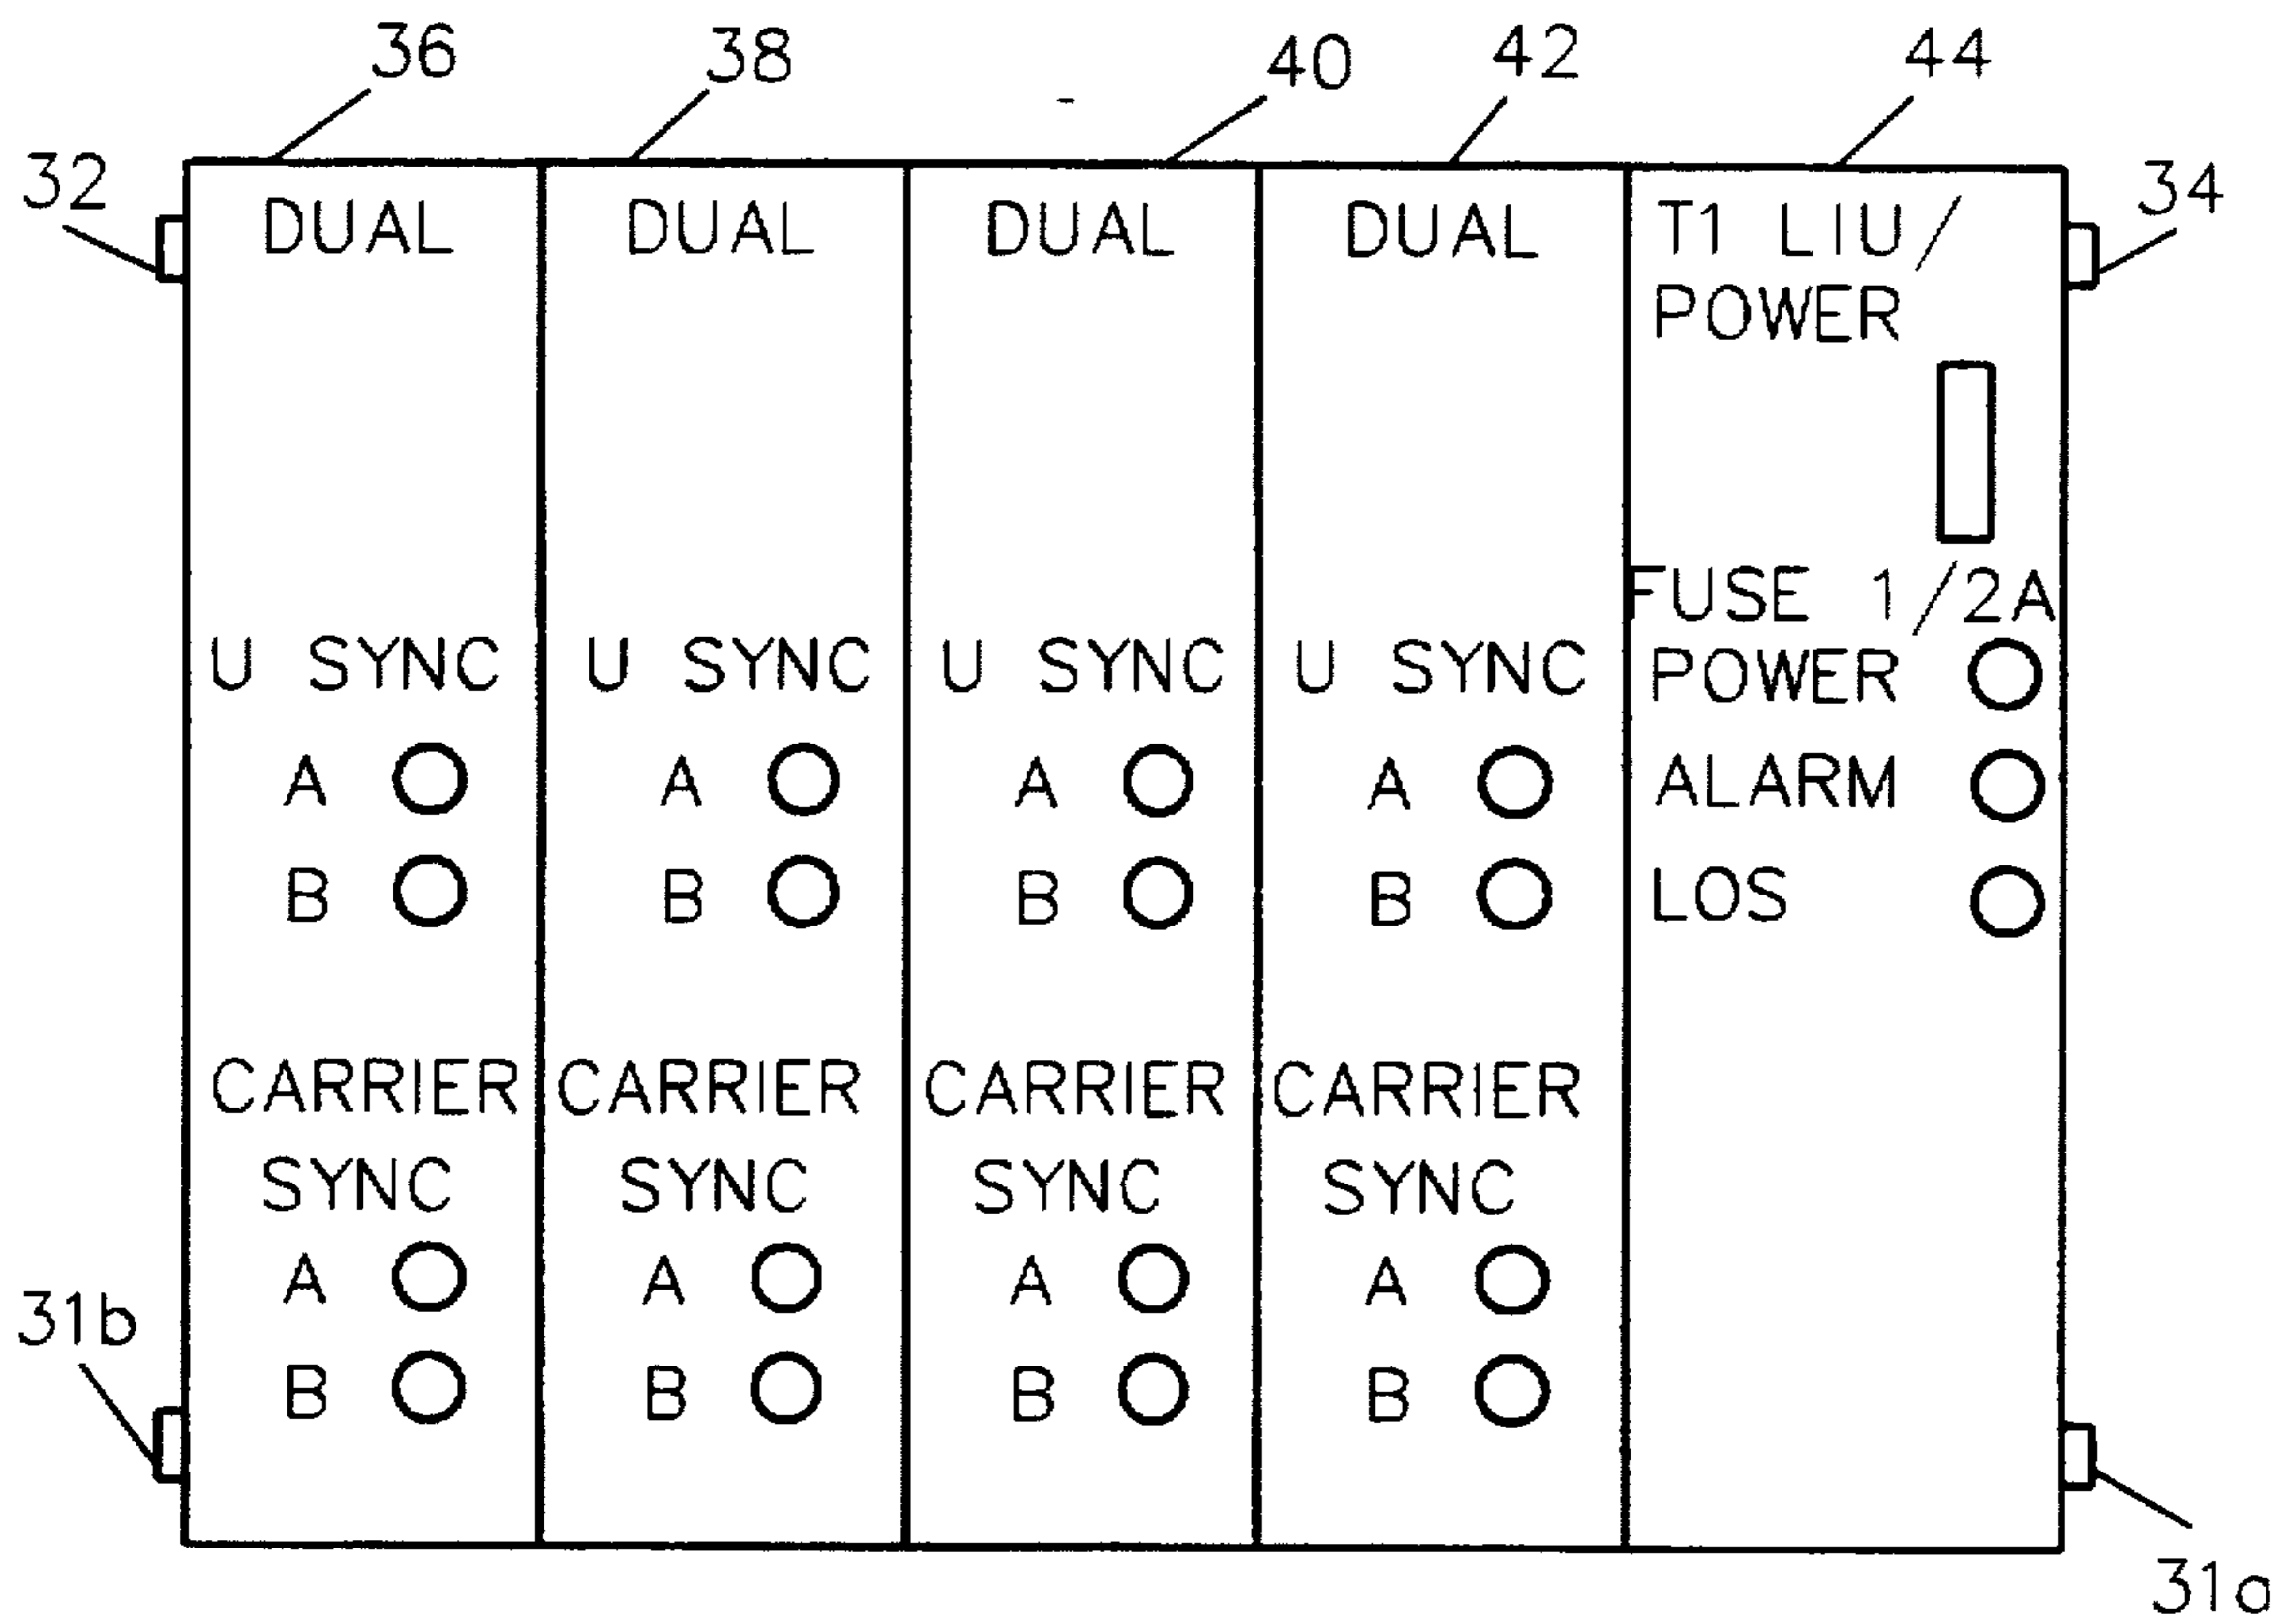 36 38 40 42 44
32 34
DUAL DUAL DUAL DUAL T1 LIU/
POWER
FUSE 1/2A
U SYNC U SYNC U SYNC U SYNC POWER
A A A A ALARM
B B B B LOS
CARRIER CARRIER CARRIER CARRIER
SYNC SYNC SYNC SYNC
A A A A
31b
B B B B
31a